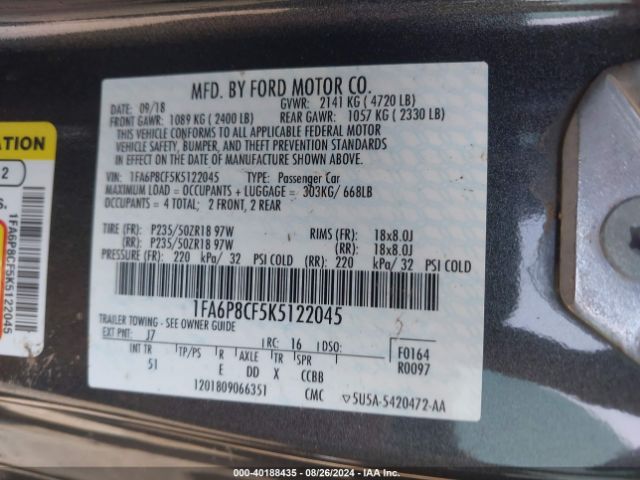 MFD. BY FORD MOTOR CO.
DATE: 09/18 GVWR: 2141 KG ( 4720 LB)
FRONT GAWR: 1089 KG ( 2400 LB) REAR GAWR: 1057 KG ( 2330 LB)
THIS VEHICLE CONFORMS TO ALL APPLICABLE FEDERAL MOTOR
VEHICLE SAFETY, BUMPER, AND THEFT PREVENTION STANDARDS
IN EFFECT ON THE DATE OF MANUFACTURE SHOWN ABOVE.
VIN: 1FA6P8CF5K5122045 TYPE: Passenger Car
MAXIMUM LOAD = OCCUPANTS + LUGGAGE = 303KG/ 668LB
OCCUPANTS = 4 TOTAL; 2 FRONT, 2 REAR
TIRE (FR): P235/50ZR18 97W RIMS (FR): 18x8.0J
(RR): P235/50ZR18 97W (RR): 18x8.0J
PRESSURE (FR): 220 kPa/ 32 PSI COLD (RR) 220 kPa/ 32 PSI COLD
1FA6P8CF5K5122045
TRAILER TOWING - SEE OWNER GUIDE
EXT PNT: J7 RC: 16 DSO: F0164
INT TR TP/PS R AXLE TR SPR R0097
51 E DD X CCBB
1201809066351 CMC ▽5U5A-5420472-AA
ATION
2
S.
1FA6P8CF5K5122045
000-40188435 - 08/26/2024 - IAA Inc.